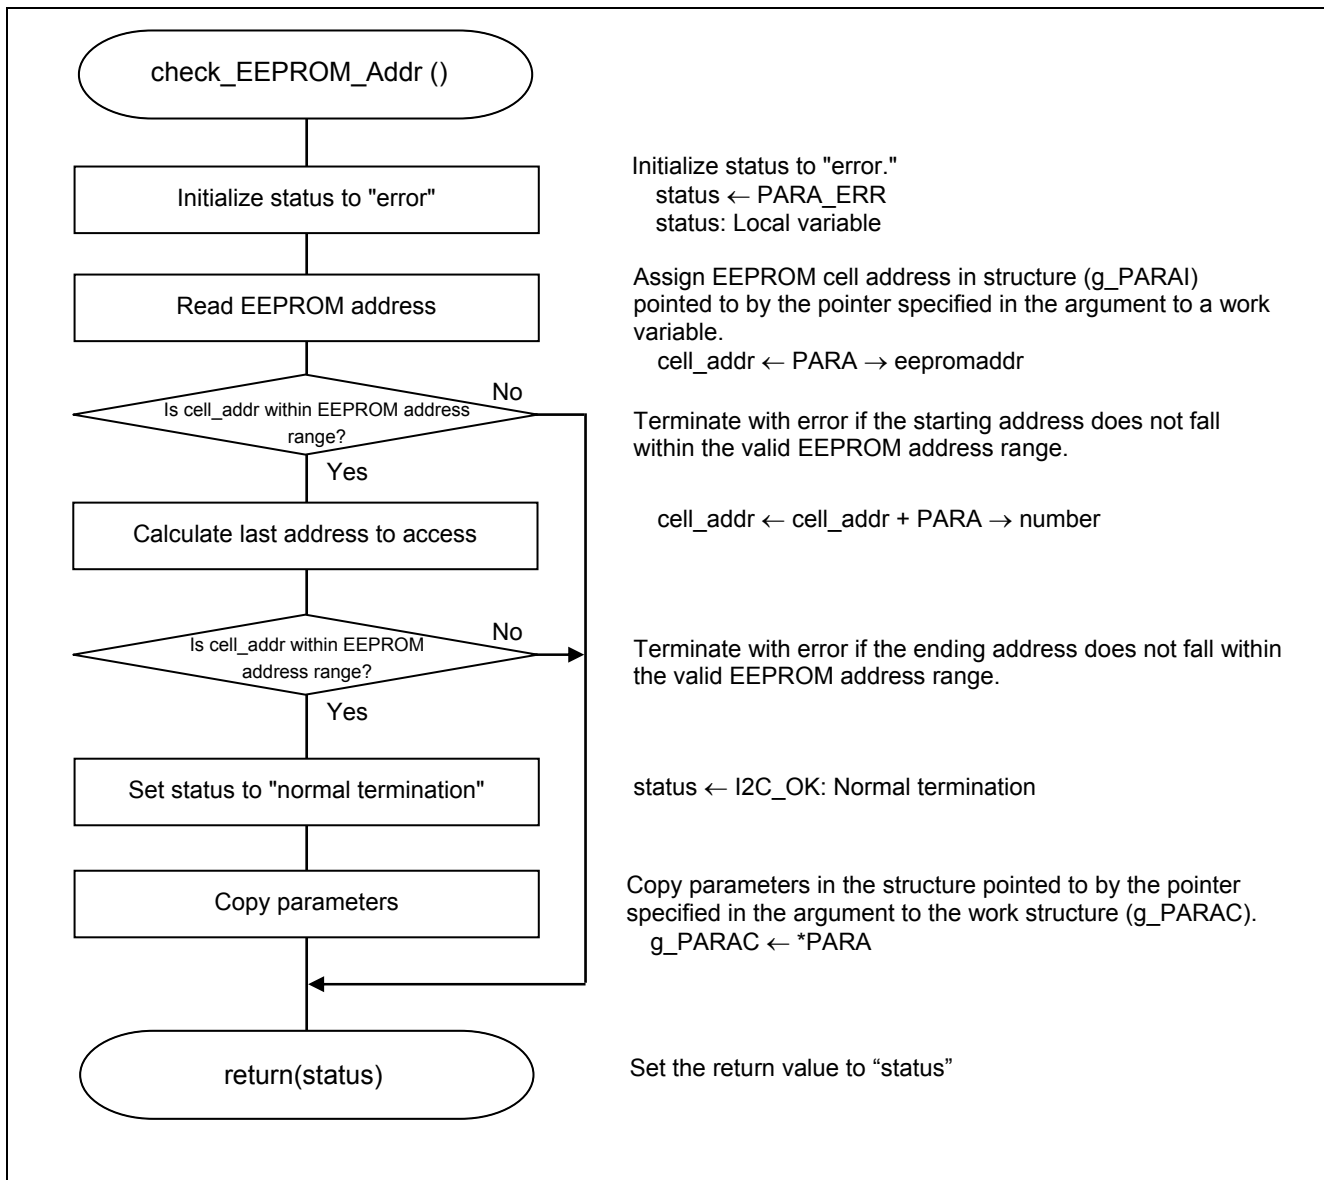 check_EEPROM_Addr ()
Initialize status to "error"
Initialize status to "error."
status ← PARA_ERR
status: Local variable
Read EEPROM address
Assign EEPROM cell address in structure (g_PARAI)
pointed to by the pointer specified in the argument to a work
variable.
cell_addr ← PARA → eepromaddr
Is cell_addr within EEPROM address
range?
No
Yes
Terminate with error if the starting address does not fall
within the valid EEPROM address range.
Calculate last address to access
cell_addr ← cell_addr + PARA → number
Is cell_addr within EEPROM
address range?
No
Yes
Terminate with error if the ending address does not fall within
the valid EEPROM address range.
Set status to "normal termination"
status ← I2C_OK: Normal termination
Copy parameters
Copy parameters in the structure pointed to by the pointer
specified in the argument to the work structure (g_PARAC).
g_PARAC ← *PARA
return(status)
Set the return value to “status”